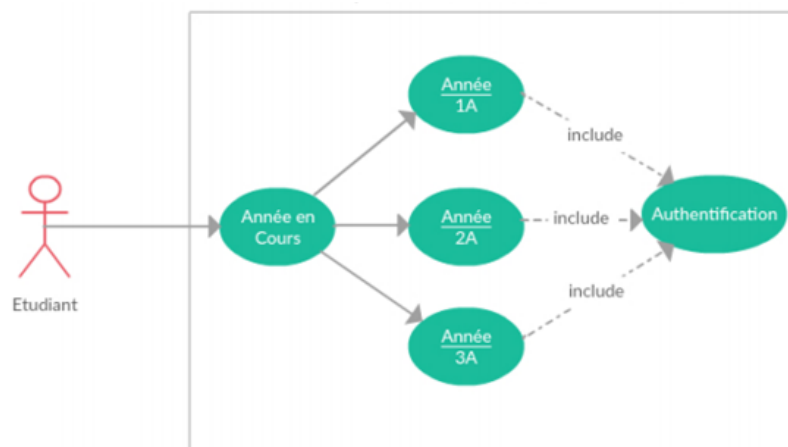 Année
1A
include
Année en
Cours
Année
2A
include
Authentification
Etudiant
include
Année
3A